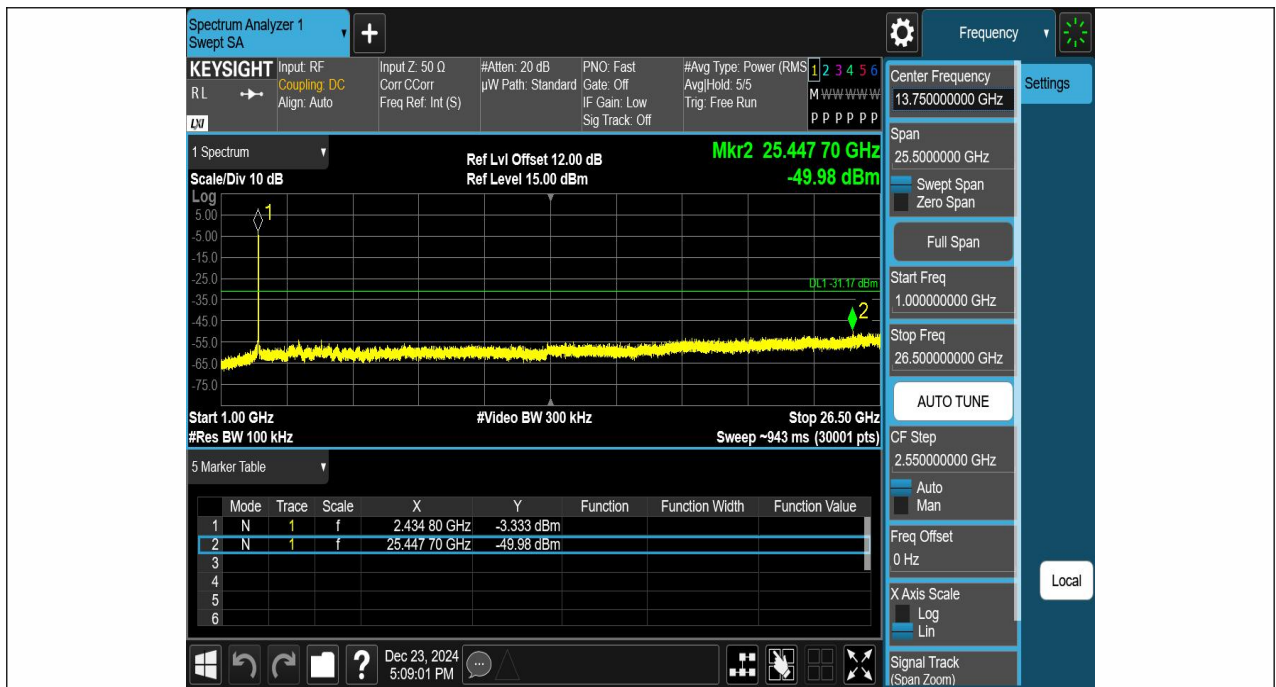 Spectrum Analyzer 1
Swept SA
+
Frequency
KEYSIGHT
RL
LXI
Input: RF
Coupling: DC
Align: Auto
Input Z: 50 Ω
Corr CCorr
Freq Ref: Int (S)
#Atten: 20 dB
µW Path: Standard
PNO: Fast
Gate: Off
IF Gain: Low
Sig Track: Off
#Avg Type: Power (RMS
Avg|Hold: 5/5
Trig: Free Run
1 2 3 4 5 6
M W W W W W
P P P P P P
1 Spectrum
Scale/Div 10 dB
Ref Lvl Offset 12.00 dB
Ref Level 15.00 dBm
Mkr2 25.447 70 GHz
-49.98 dBm
Log
5.00
-5.00
-15.0
-25.0
-35.0
-45.0
-55.0
-65.0
-75.0
1
DL1 -31.17 dBm
2
Start 1.00 GHz
#Video BW 300 kHz
Stop 26.50 GHz
#Res BW 100 kHz
Sweep ~943 ms (30001 pts)
5 Marker Table
Mode Trace Scale X Y Function Function Width Function Value
1 N 1 f 2.434 80 GHz -3.333 dBm
2 N 1 f 25.447 70 GHz -49.98 dBm
3
4
5
6
?
Dec 23, 2024
5:09:01 PM
Center Frequency
13.750000000 GHz
Settings
Span
25.5000000 GHz
Swept Span
Zero Span
Full Span
Start Freq
1.000000000 GHz
Stop Freq
26.500000000 GHz
AUTO TUNE
CF Step
2.550000000 GHz
Auto
Man
Freq Offset
0 Hz
X Axis Scale
Log
Lin
Local
Signal Track
(Span Zoom)